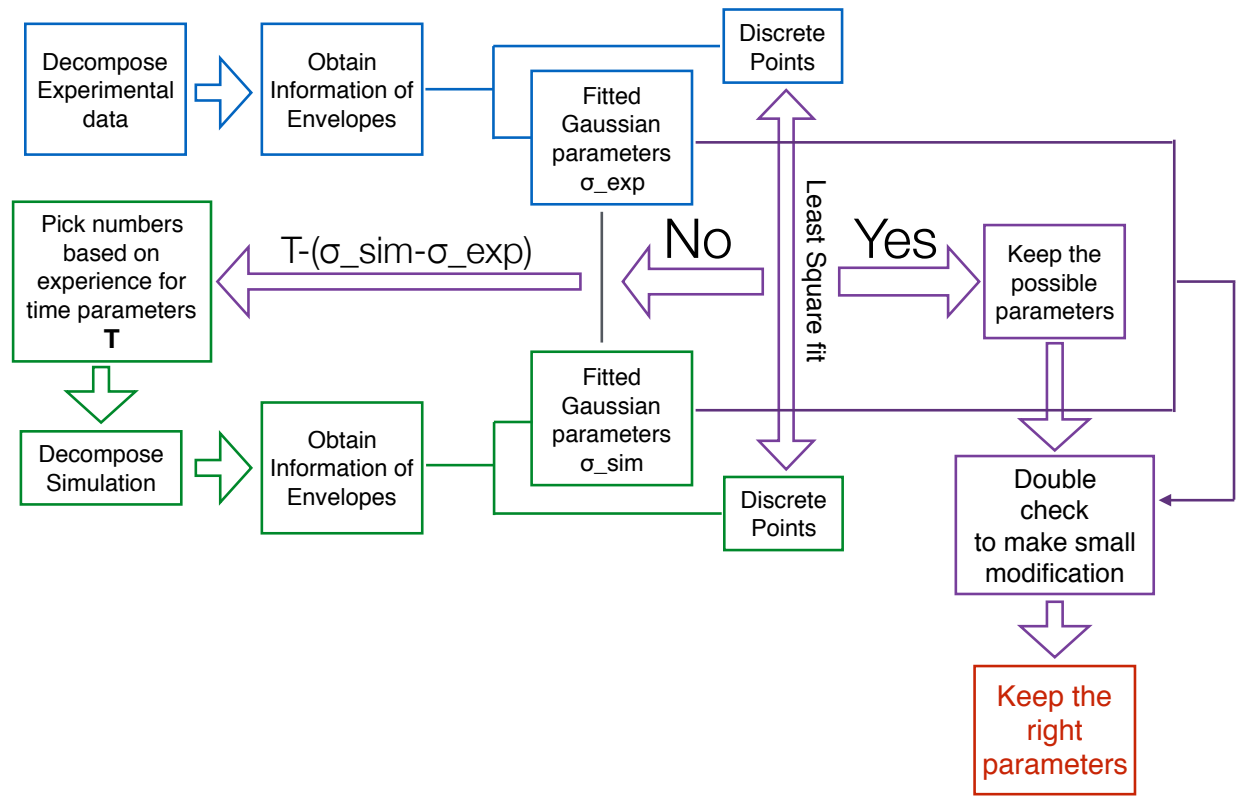 Decompose
Experimental
data
Obtain
Information of
Envelopes
Discrete
Points
Fitted
Gaussian
parameters
σ_exp
Pick numbers
based on
experience for
time parameters
T
T-(σ_sim-σ_exp)
No
Least Square fit
Yes
Keep the
possible
parameters
Decompose
Simulation
Obtain
Information of
Envelopes
Fitted
Gaussian
parameters
σ_sim
Discrete
Points
Double
check
to make small
modification
Keep the
right
parameters